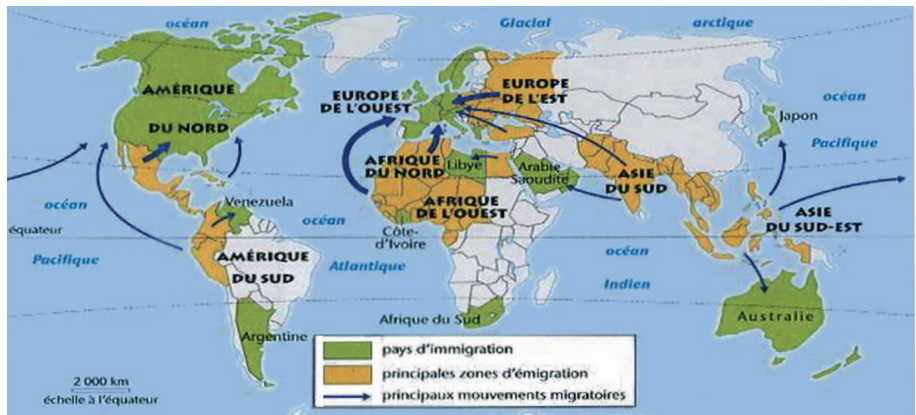 océan
Glacial
arctique
AMÉRIQUE
DU NORD
EUROPE
DE L'OUEST
EUROPE
DE L'EST
océan
Japon
Pacifique
AFRIQUE
DU NORD
Libye
Arabie
Saoudite
ASIE
DU SUD
Venezuela
AFRIQUE
DE L'OUEST
océan
équateur
Pacifique
océan
Atlantique
Côte-
d'Ivoire
ASIE
DU SUD-EST
AMÉRIQUE
DU SUD
océan
Indien
Afrique du Sud
Argentine
Australie
2 000 km
échelle à l'équateur
pays d'immigration
principales zones d'émigration
principaux mouvements migratoires